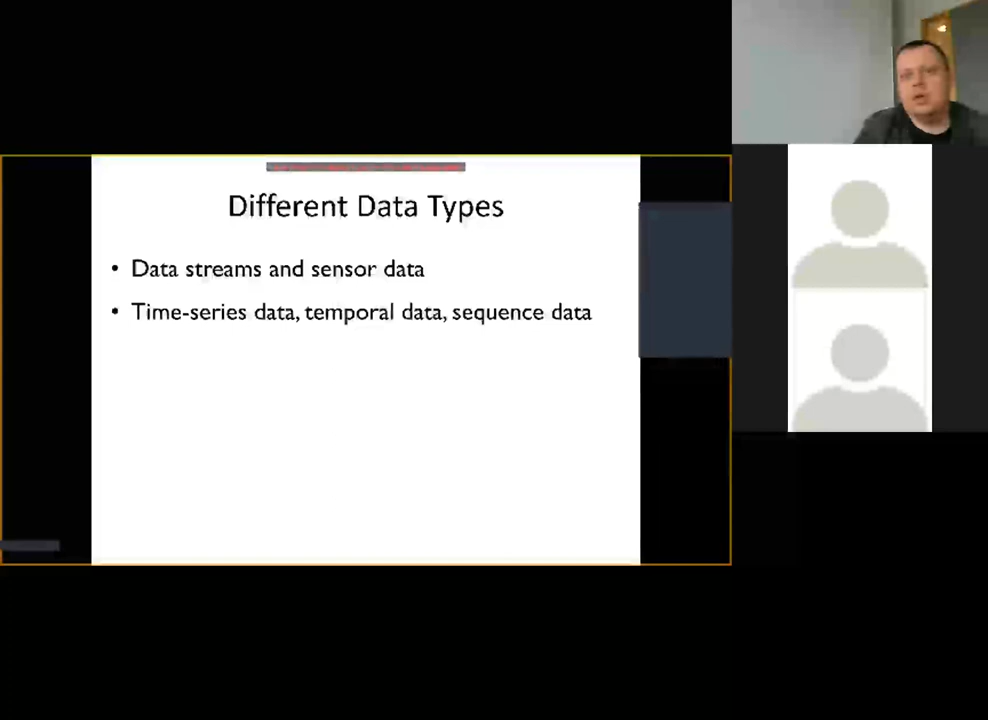 Different Data Types
• Data streams and sensor data
• Time-series data, temporal data, sequence data